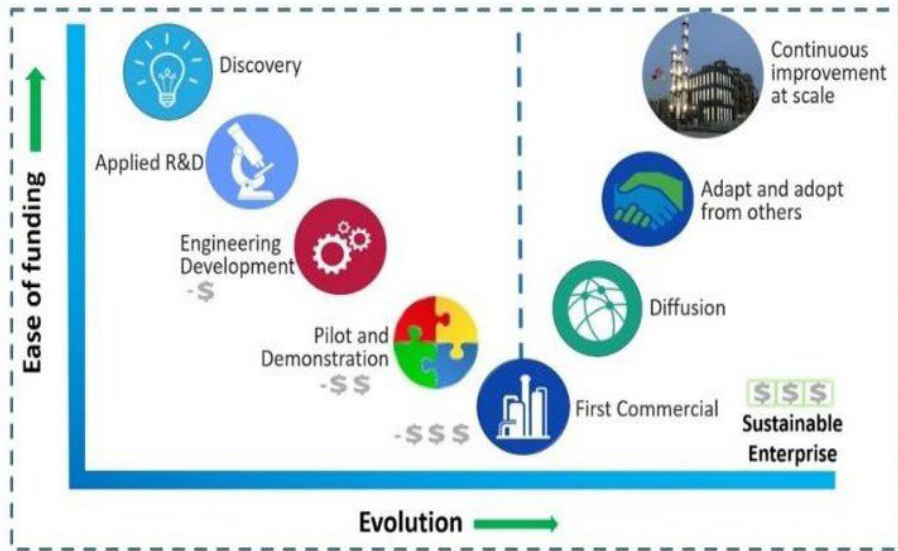 Discovery
Continuous
improvement
at scale
Applied R&D
Adapt and adopt
from others
Engineering
Development
-$
Diffusion
Pilot and
Demonstration
-$$
First Commercial
-$$$
$$$
Sustainable
Enterprise
Ease of funding
Evolution